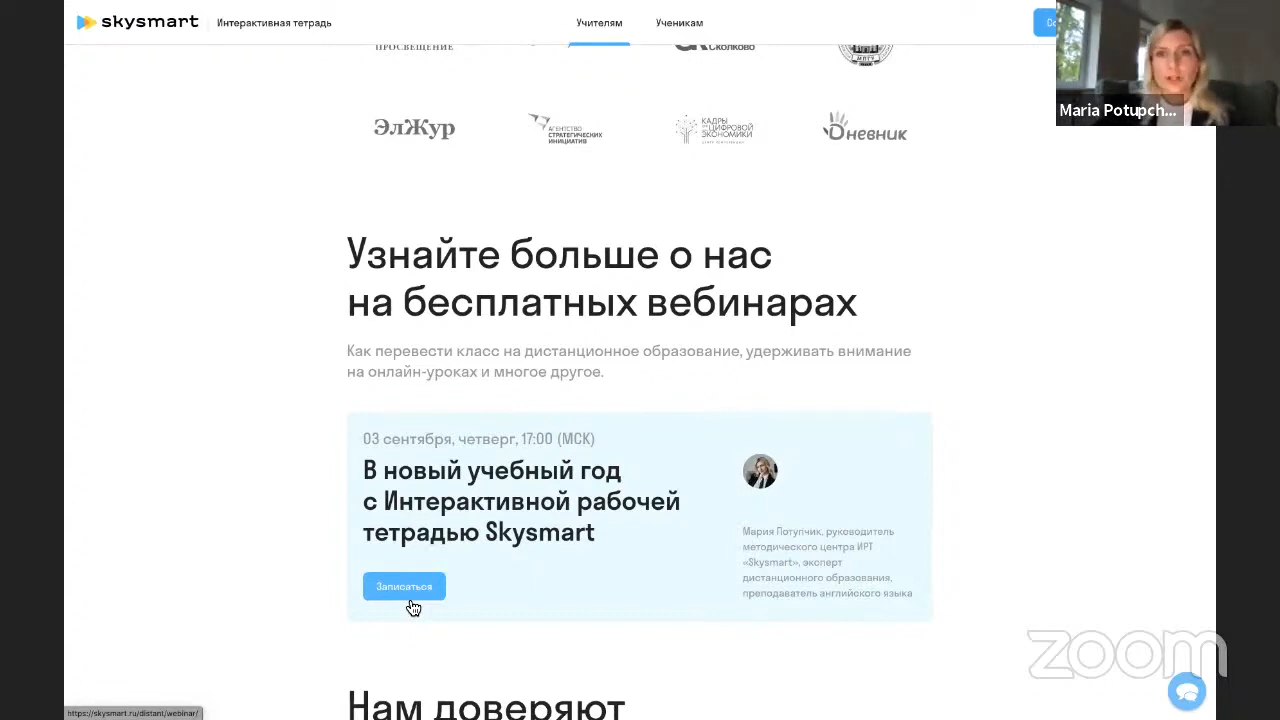 skysmart
Интерактивная тетрадь
Учителям
Ученикам
Maria Potupch...
ПРОСВЕЩЕНИЕ
Сколково
МПГУ
ЭлЖур
АГЕНТСТВО
СТРАТЕГИЧЕСКИХ
ИНИЦИАТИВ
КАДРЫ
ДЛЯ ЦИФРОВОЙ
ЭКОНОМИКИ
Дневник
Узнайте больше о нас
на бесплатных вебинарах
Как перевести класс на дистанционное образование, удерживать внимание
на онлайн-уроках и многое другое.
03 сентября, четверг, 17:00 (МСК)
В новый учебный год
с Интерактивной рабочей
тетрадью Skysmart
Записаться
Мария Потупчик, руководитель
методического центра ИРТ
«Skysmart», эксперт
дистанционного образования,
преподаватель английского языка
zoom
Нам доверяют
https://skysmart.ru/distant/webinar/